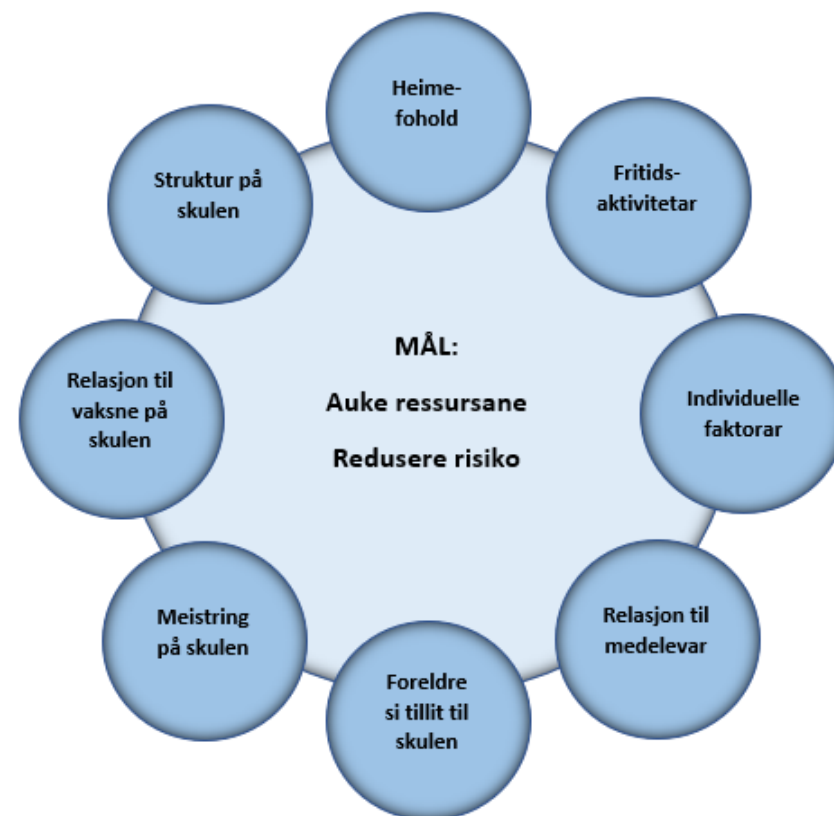 Heime-
fohold
Fritids-
aktivitetar
Individuelle
faktorar
Relasjon til
medelevar
Foreldre
si tillit til
skulen
Meistring
på skulen
Relasjon til
vaksne på
skulen
Struktur på
skulen
MÅL:
Auke ressursane
Redusere risiko